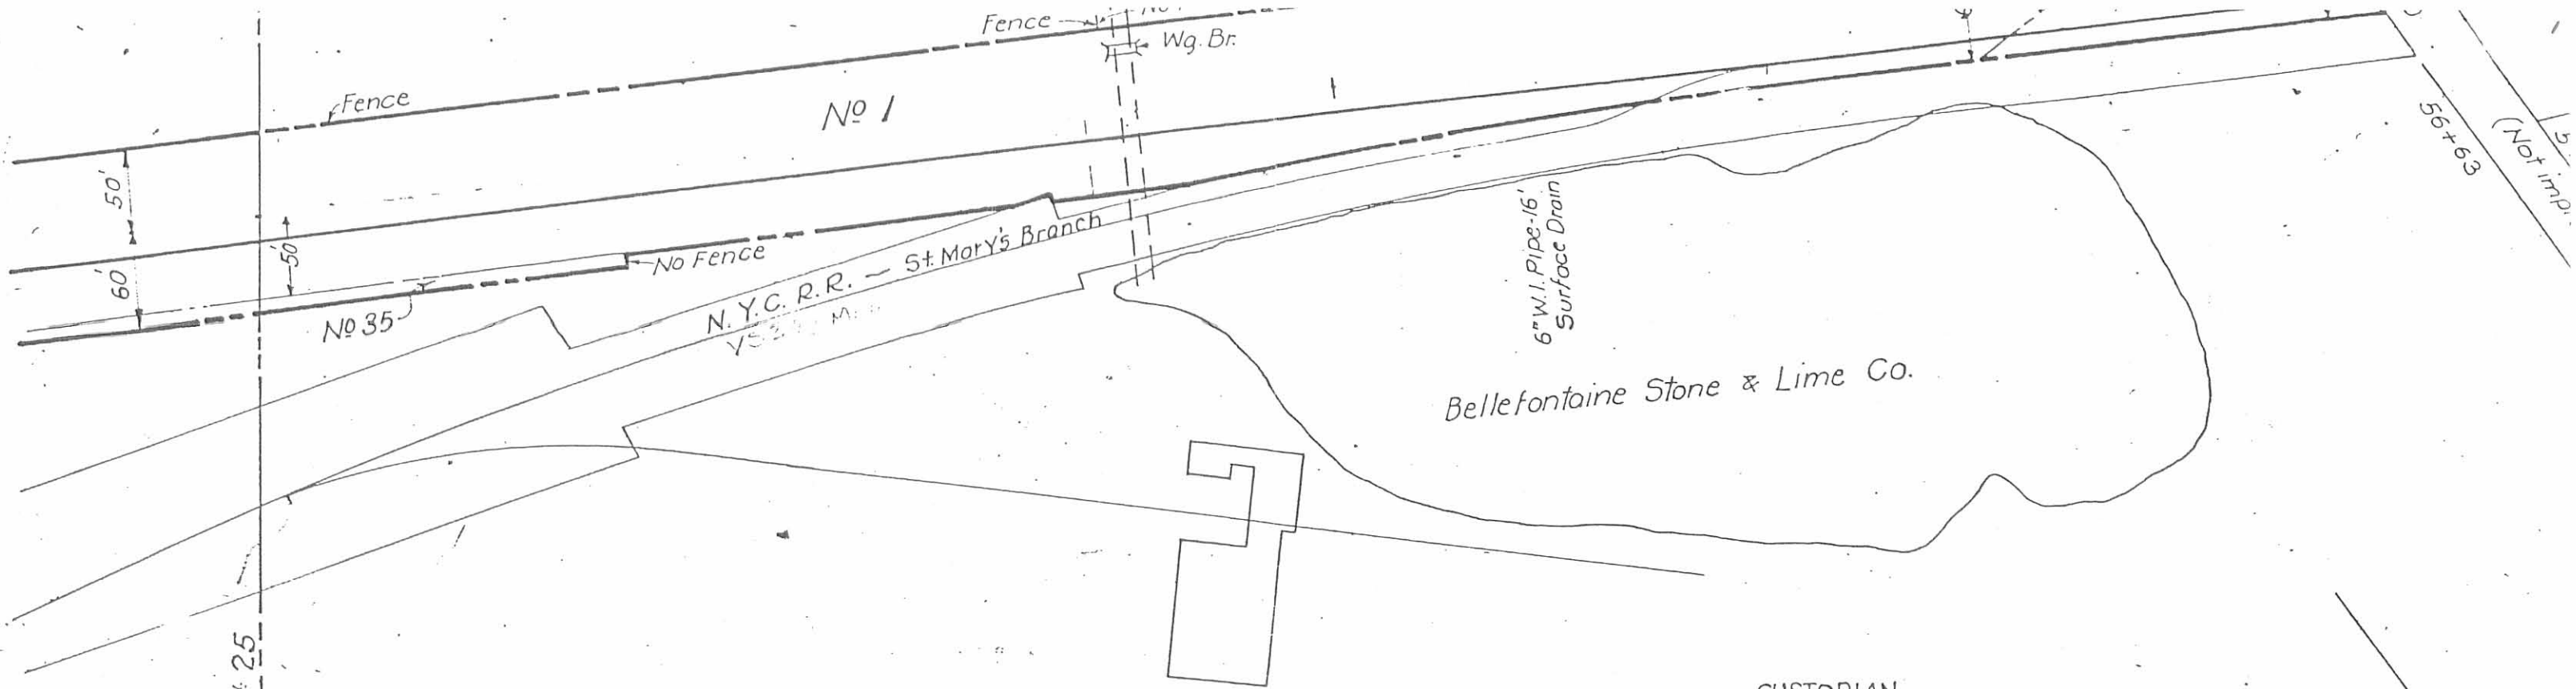 Fence
Wg. Br.
Fence
Nº 1
50'
60'
50'
No Fence
Nº 35
N. Y. C. R. R. — St. Mary's Branch
6" W. I. Pipe-16'
Surface Drain
Bellefontaine Stone & Lime Co.
56+63
(Not imp.
25
CUSTODIAN